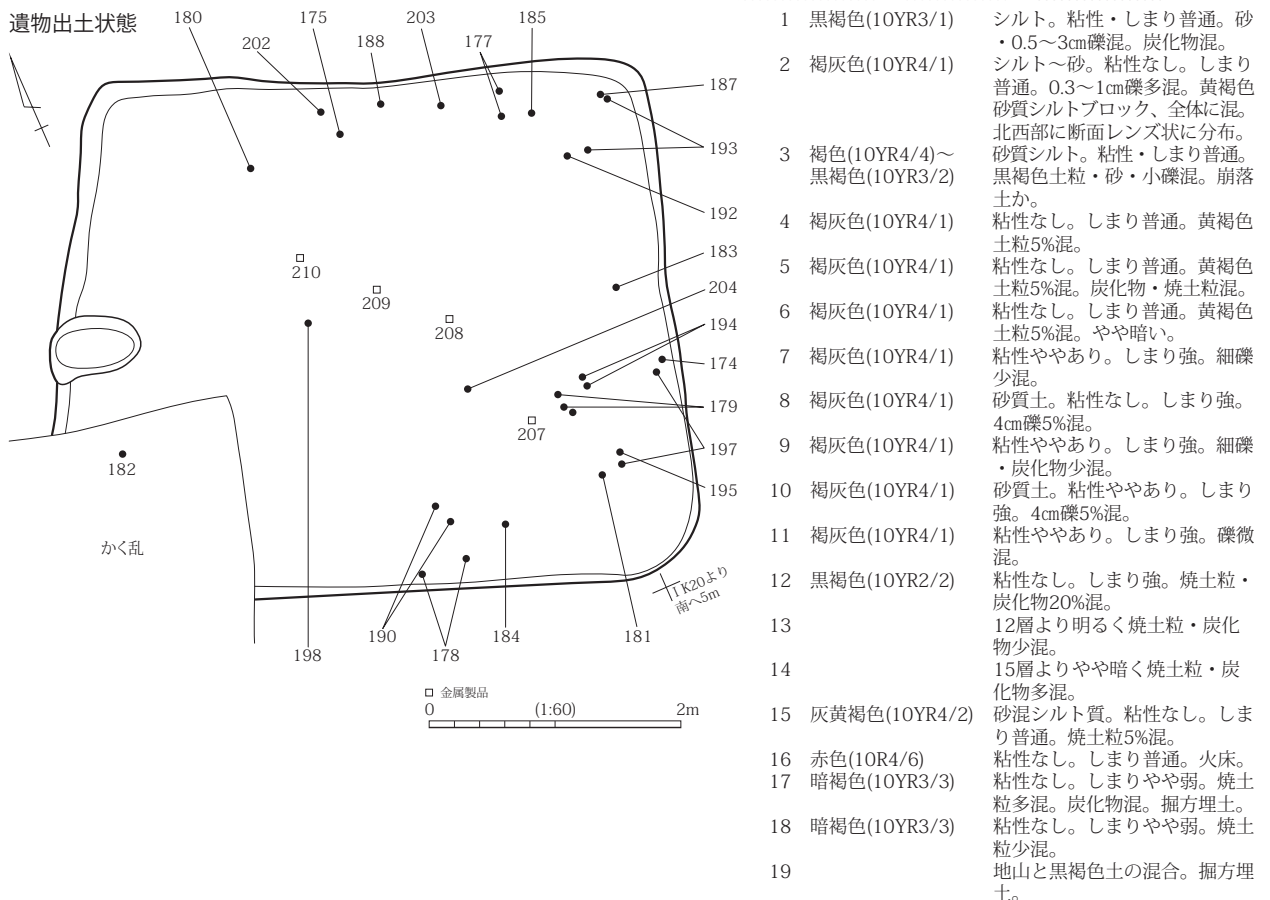 遺物出土状態
180
175
203
185
202
188
177
187
193
192
183
204
194
174
179
197
195
210
209
208
207
182
かく乱
198
190
178
184
181
I K20より
南へ5m
□ 金属製品
0 (1:60) 2m
1 黒褐色(10YR3/1) シルト。粘性・しまり普通。砂
・0.5～3㎝礫混。炭化物混。
2 褐灰色(10YR4/1) シルト～砂。粘性なし。しまり
普通。0.3～1㎝礫多混。黄褐色
砂質シルトブロック、全体に混。
北西部に断面レンズ状に分布。
3 褐色(10YR4/4)～ 砂質シルト。粘性・しまり普通。
黒褐色(10YR3/2) 黒褐色土粒・砂・小礫混。崩落
土か。
4 褐灰色(10YR4/1) 粘性なし。しまり普通。黄褐色
土粒5%混。
5 褐灰色(10YR4/1) 粘性なし。しまり普通。黄褐色
土粒5%混。炭化物・焼土粒混。
6 褐灰色(10YR4/1) 粘性なし。しまり普通。黄褐色
土粒5%混。やや暗い。
7 褐灰色(10YR4/1) 粘性ややあり。しまり強。細礫
少混。
8 褐灰色(10YR4/1) 砂質土。粘性なし。しまり強。
4㎝礫5%混。
9 褐灰色(10YR4/1) 粘性ややあり。しまり強。細礫
・炭化物少混。
10 褐灰色(10YR4/1) 砂質土。粘性ややあり。しまり
強。4㎝礫5%混。
11 褐灰色(10YR4/1) 粘性ややあり。しまり強。礫微
混。
12 黒褐色(10YR2/2) 粘性なし。しまり強。焼土粒・
炭化物20%混。
13 12層より明るく焼土粒・炭化
物少混。
14 15層よりやや暗く焼土粒・炭
化物多混。
15 灰黄褐色(10YR4/2) 砂混シルト質。粘性なし。しま
り普通。焼土粒5%混。
16 赤色(10R4/6) 粘性なし。しまり普通。火床。
17 暗褐色(10YR3/3) 粘性なし。しまりやや弱。焼土
粒多混。炭化物混。掘方埋土。
18 暗褐色(10YR3/3) 粘性なし。しまりやや弱。焼土
粒少混。
19 地山と黒褐色土の混合。掘方埋
土。